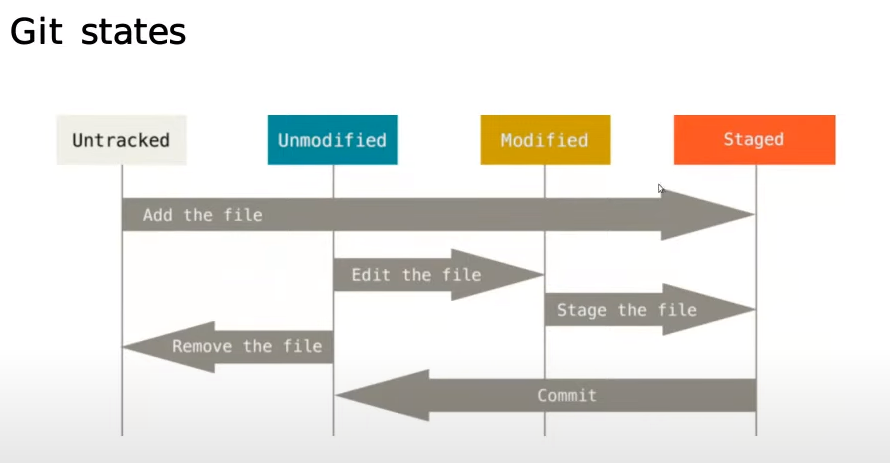 Git states
Untracked
Unmodified
Modified
Staged
Add the file
Edit the file
Stage the file
Remove the file
Commit